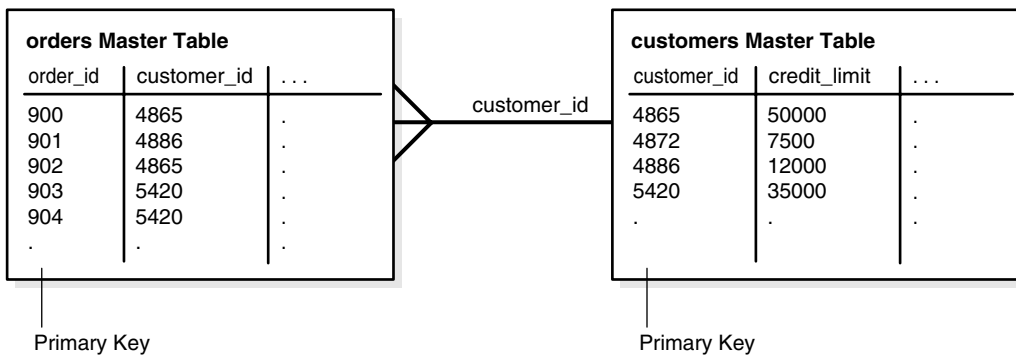 orders Master Table
order_id customer_id . . .
900 4865 .
901 4886 .
902 4865 .
903 5420 .
904 5420 .
. . .
Primary Key
customer_id
customers Master Table
customer_id credit_limit . . .
4865 50000 .
4872 7500 .
4886 12000 .
5420 35000 .
. . .
Primary Key